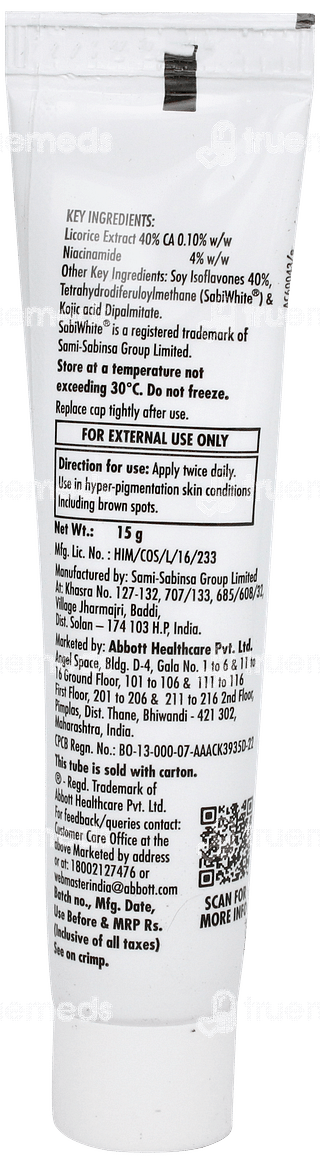 KEY INGREDIENTS:
Licorice Extract 40% CA 0.10% w/w
Niacinamide 4% w/w
Other Key Ingredients: Soy Isoflavones 40%,
Tetrahydrodiferuloylmethane (SabiWhite®) &
Kojic acid Dipalmitate.
SabiWhite® is a registered trademark of
Sami-Sabinsa Group Limited.
Store at a temperature not
exceeding 30°C. Do not freeze.
Replace cap tightly after use.
FOR EXTERNAL USE ONLY
Direction for use: Apply twice daily.
Use in hyper-pigmentation skin conditions
Including brown spots.
Net Wt.: 15 g
Mfg. Lic. No. : HIM/COS/L/16/233
Manufactured by: Sami-Sabinsa Group Limited
At: Khasra No. 127-132, 707/133, 685/608/32,
Village Jharmajri, Baddi,
Dist. Solan – 174 103 H.P, India.
Marketed by: Abbott Healthcare Pvt. Ltd.
Angel Space, Bldg. D-4, Gala No. 1 to 6 & 11 to
16 Ground Floor, 101 to 106 & 111 to 116
First Floor, 201 to 206 & 211 to 216 2nd Floor,
Pimplas, Dist. Thane, Bhiwandi - 421 302,
Maharashtra, India.
CPCB Regn. No.: BO-13-000-07-AAACK3935D-22
This tube is sold with carton.
® - Regd. Trademark of
Abbott Healthcare Pvt. Ltd.
For feedback/queries contact:
Customer Care Office at the
above Marketed by address
or at: 18002127476 or
webmasterindia@abbott.com
Batch no., Mfg. Date,
Use Before & MRP Rs.
(Inclusive of all taxes)
See on crimp.
SCAN FOR
MORE INFO
truemeds